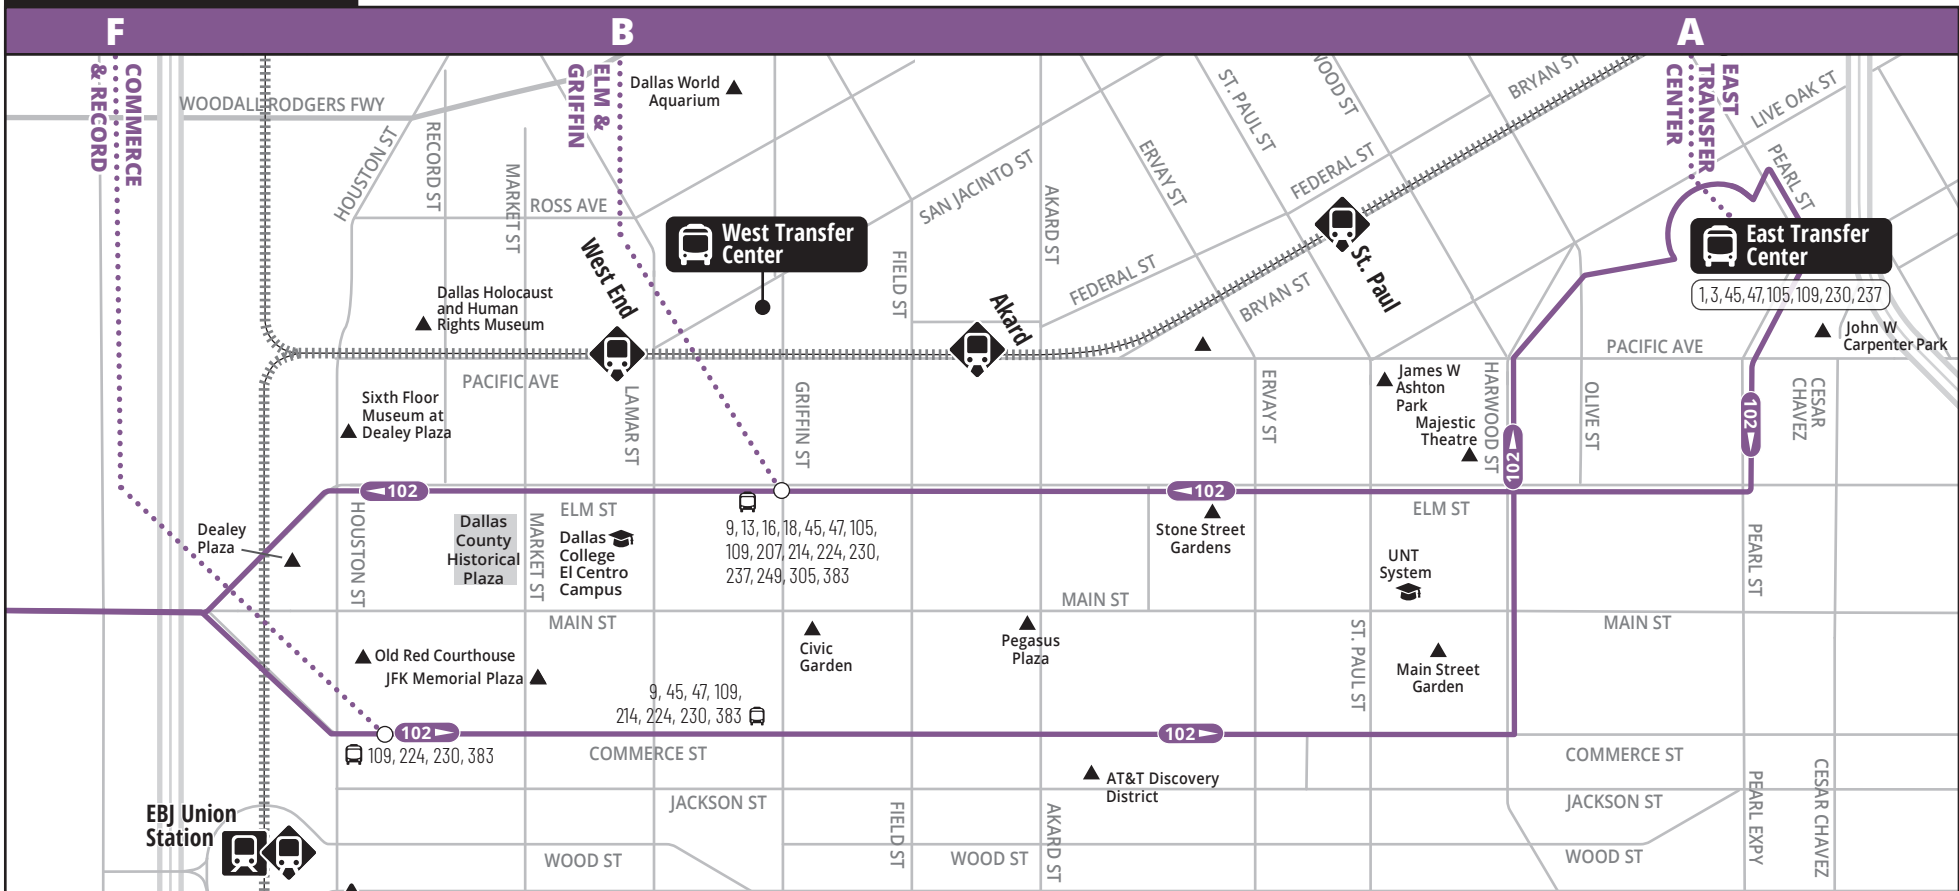 F
B
A
COMMERCE
& RECORD
ELM &
GRIFFIN
EAST
TRANSFER
CENTER
WOODALL RODGERS FWY
Dallas World
Aquarium
HOUSTON ST
RECORD ST
MARKET ST
ROSS AVE
SAN JACINTO ST
AKARD ST
ERVAY ST
ST. PAUL ST
WOOD ST
FEDERAL ST
BRYAN ST
LIVE OAK ST
PEARL ST
West End
West Transfer
Center
FIELD ST
FEDERAL ST
BRYAN ST
Akard
St. Paul
East Transfer
Center
1, 3, 45, 47, 105, 109, 230, 237
Dallas Holocaust
and Human
Rights Museum
John W
Carpenter Park
PACIFIC AVE
PACIFIC AVE
Sixth Floor
Museum at
Dealey Plaza
LAMAR ST
GRIFFIN ST
ERVAY ST
James W
Ashton
Park
Majestic
Theatre
HARWOOD ST
OLIVE ST
CESAR
CHAVEZ
102
102
102
102
ELM ST
ELM ST
Dealey
Plaza
HOUSTON ST
Dallas
County
Historical
Plaza
MARKET ST
Dallas
College
El Centro
Campus
9, 13, 16, 18, 45, 47, 105,
109, 207, 214, 224, 230,
237, 249, 305, 383
Stone Street
Gardens
UNT
System
PEARL ST
MAIN ST
MAIN ST
MAIN ST
Old Red Courthouse
JFK Memorial Plaza
Civic
Garden
Pegasus
Plaza
ST. PAUL ST
Main Street
Garden
9, 45, 47, 109,
214, 224, 230, 383
102
102
109, 224, 230, 383
COMMERCE ST
COMMERCE ST
AT&T Discovery
District
JACKSON ST
JACKSON ST
EBJ Union
Station
FIELD ST
AKARD ST
PEARL EXPY
CESAR CHAVEZ
WOOD ST
WOOD ST
WOOD ST